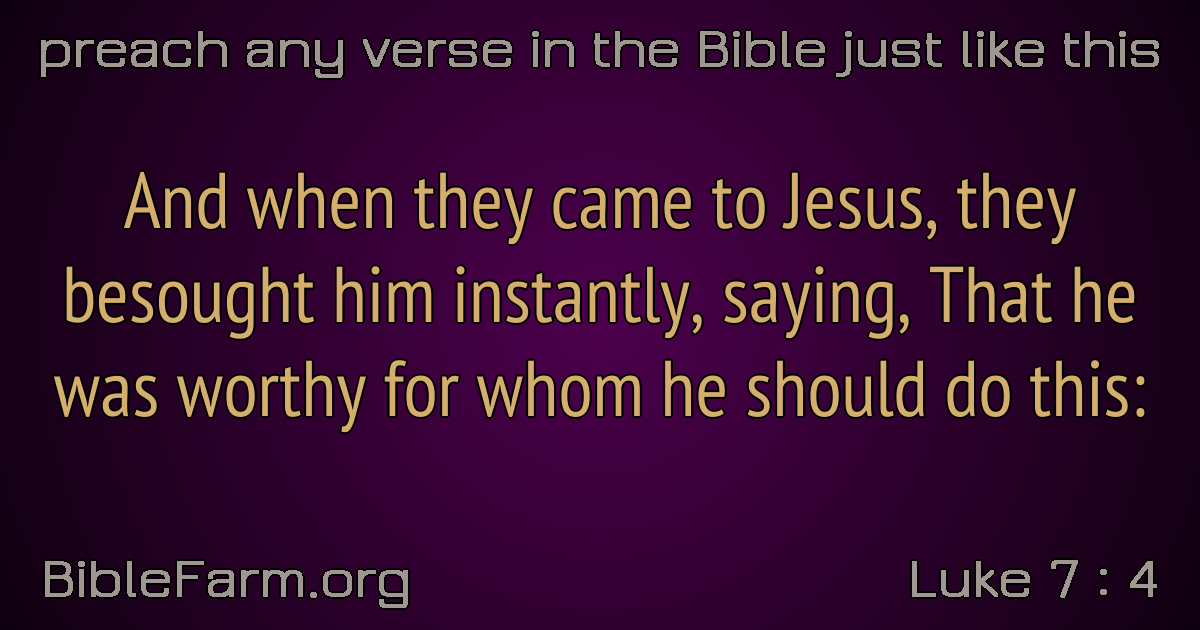 preach any verse in the Bible just like this
And when they came to Jesus, they
besought him instantly, saying, That he
was worthy for whom he should do this:
BibleFarm.org
Luke 7 : 4